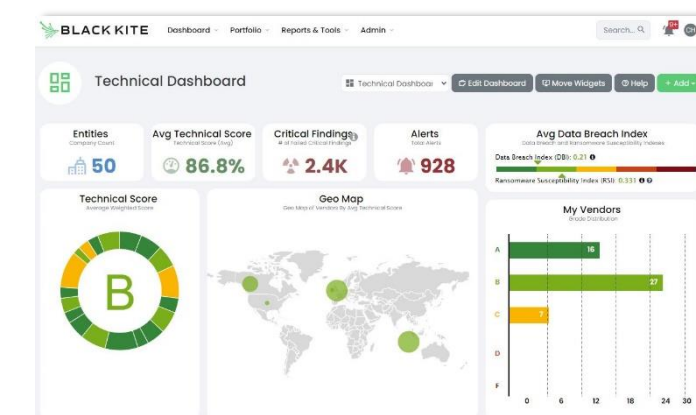 BLACK KITE
Dashboard Portfolio Reports & Tools Admin
Search...
9+
CH
Technical Dashboard
Technical Dashboar
Edit Dashboard
Move Widgets
Help
+ Add
Entities
Company Count
50
Avg Technical Score
Technical Score (Avg)
86.8%
Critical Findings
# of Failed Critical Findings
2.4K
Alerts
Total Alerts
928
Avg Data Breach Index
Data Breach and Ransomware Susceptibility Indexes
Data Breach Index (DBI): 0.21
Ransomware Susceptibility Index (RSI): 0.331
Technical Score
Average Weighted Score
B
Geo Map
Geo Map of Vendors By Avg Technical Score
My Vendors
Grade Distribution
A
16
B
27
C
7
D
F
0 6 12 18 24 30